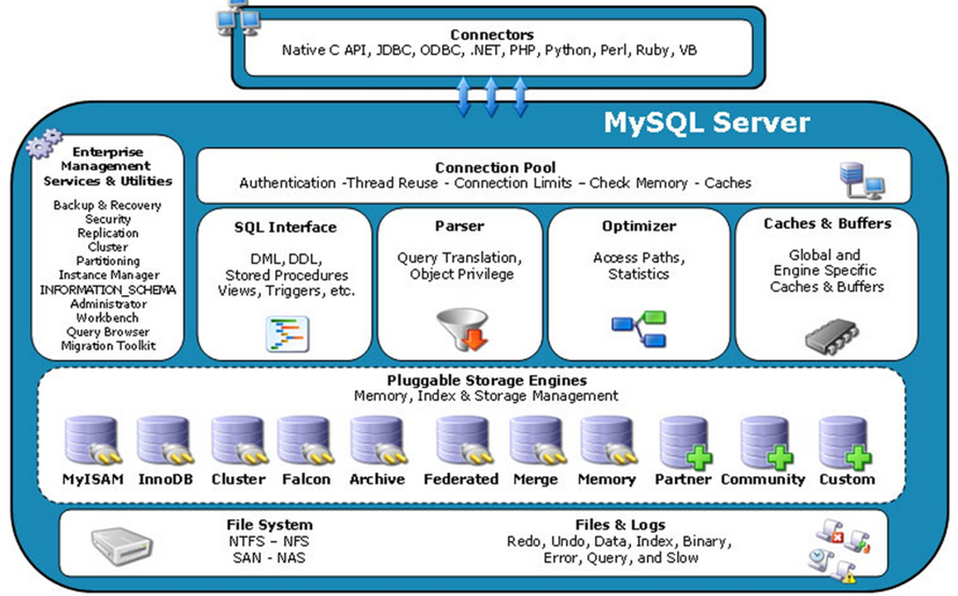 Connectors
Native C API, JDBC, ODBC, .NET, PHP, Python, Perl, Ruby, VB
MySQL Server
Enterprise
Management
Services & Utilities
Backup & Recovery
Security
Replication
Cluster
Partitioning
Instance Manager
INFORMATION_SCHEMA
Administrator
Workbench
Query Browser
Migration Toolkit
Connection Pool
Authentication -Thread Reuse - Connection Limits – Check Memory - Caches
SQL Interface
DML, DDL,
Stored Procedures
Views, Triggers, etc.
Parser
Query Translation,
Object Privilege
Optimizer
Access Paths,
Statistics
Caches & Buffers
Global and
Engine Specific
Caches & Buffers
Pluggable Storage Engines
Memory, Index & Storage Management
MyISAM
InnoDB
Cluster
Falcon
Archive
Federated
Merge
Memory
Partner
Community
Custom
File System
NTFS – NFS
SAN - NAS
Files & Logs
Redo, Undo, Data, Index, Binary,
Error, Query, and Slow